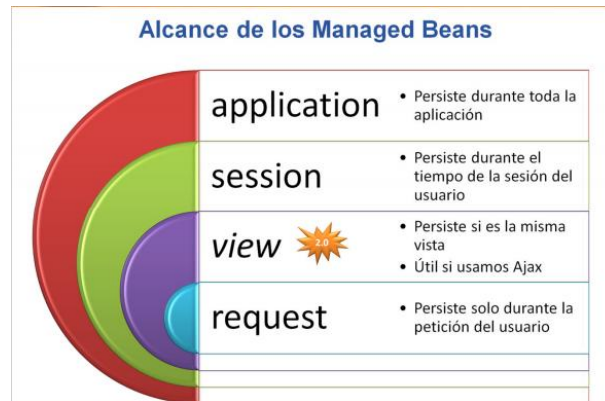 Alcance de los Managed Beans
application
• Persiste durante toda la
aplicación
session
• Persiste durante el
tiempo de la sesión del
usuario
view
2.0
• Persiste si es la misma
vista
• Útil si usamos Ajax
request
• Persiste solo durante la
petición del usuario